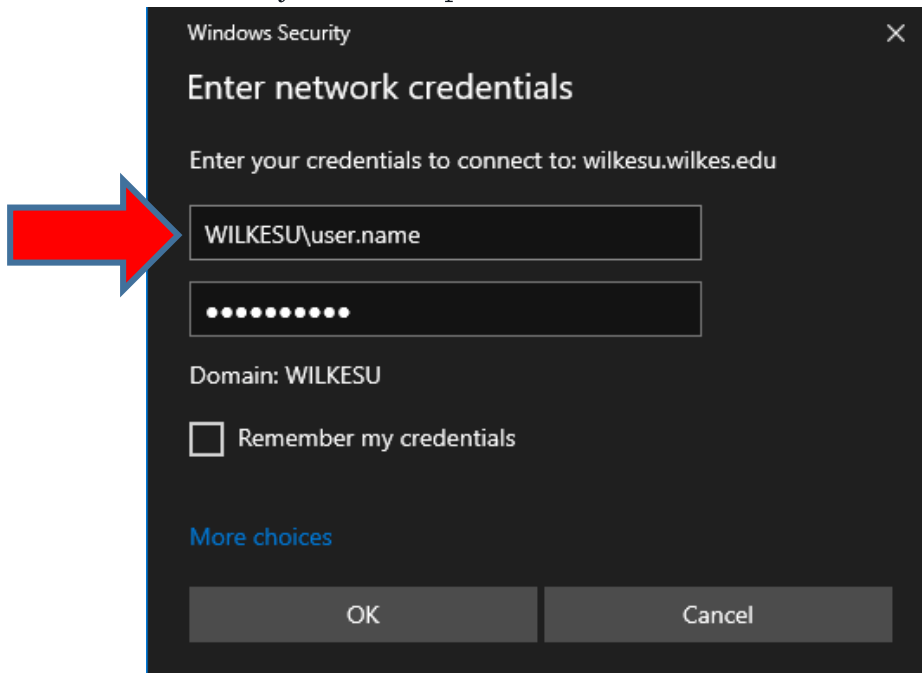 Windows Security
Enter network credentials
Enter your credentials to connect to: wilkesu.wilkes.edu
WILKESU\user.name
●●●●●●●●●●
Domain: WILKESU
Remember my credentials
More choices
OK
Cancel